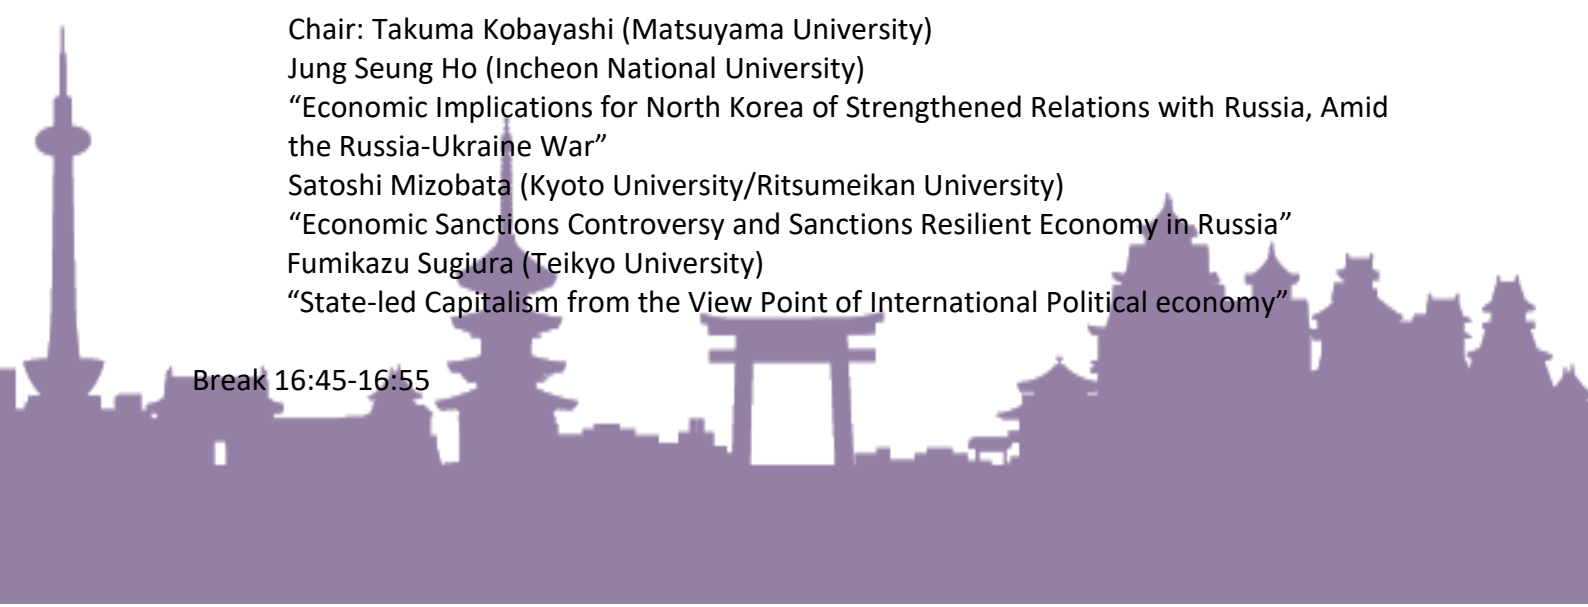 Chair: Takuma Kobayashi (Matsuyama University)
Jung Seung Ho (Incheon National University)
“Economic Implications for North Korea of Strengthened Relations with Russia, Amid
the Russia-Ukraine War”
Satoshi Mizobata (Kyoto University/Ritsumeikan University)
“Economic Sanctions Controversy and Sanctions Resilient Economy in Russia”
Fumikazu Sugiura (Teikyo University)
“State-led Capitalism from the View Point of International Political economy”
Break 16:45-16:55